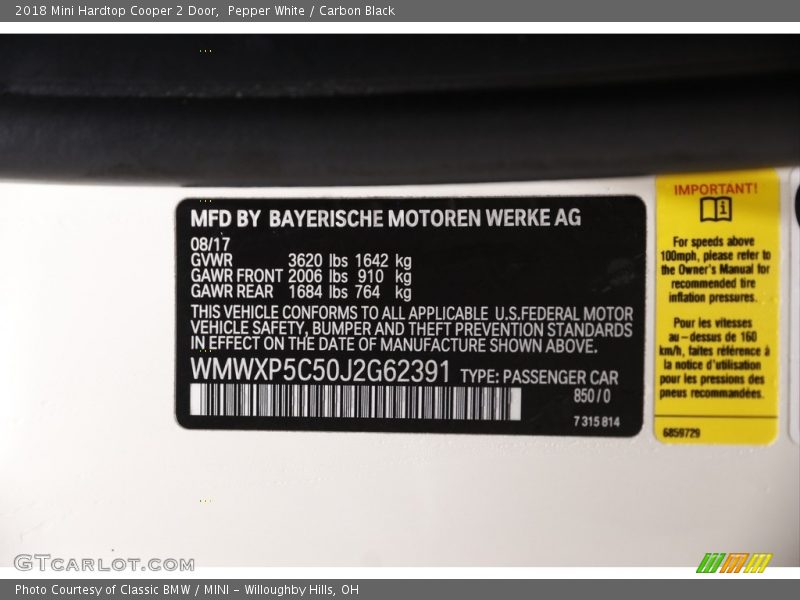 2018 Mini Hardtop Cooper 2 Door,  Pepper White / Carbon Black
MFD BY BAYERISCHE MOTOREN WERKE AG
08/17
GVWR 3620 lbs 1642 kg
GAWR FRONT 2006 lbs 910 kg
GAWR REAR 1684 lbs 764 kg
THIS VEHICLE CONFORMS TO ALL APPLICABLE U.S.FEDERAL MOTOR
VEHICLE SAFETY, BUMPER AND THEFT PREVENTION STANDARDS
IN EFFECT ON THE DATE OF MANUFACTURE SHOWN ABOVE.
WMWXP5C50J2G62391 TYPE: PASSENGER CAR
850/0
7 315 814
IMPORTANT!
For speeds above
100mph, please refer to
the Owner's Manual for
recommended tire
inflation pressures.
Pour les vitesses
au-dessus de 160
km/h, faites référence à
la notice d'utilisation
pour les pressions des
pneus recommandées.
6859729
GTCARLOT.COM
Photo Courtesy of Classic BMW / MINI - Willoughby Hills, OH